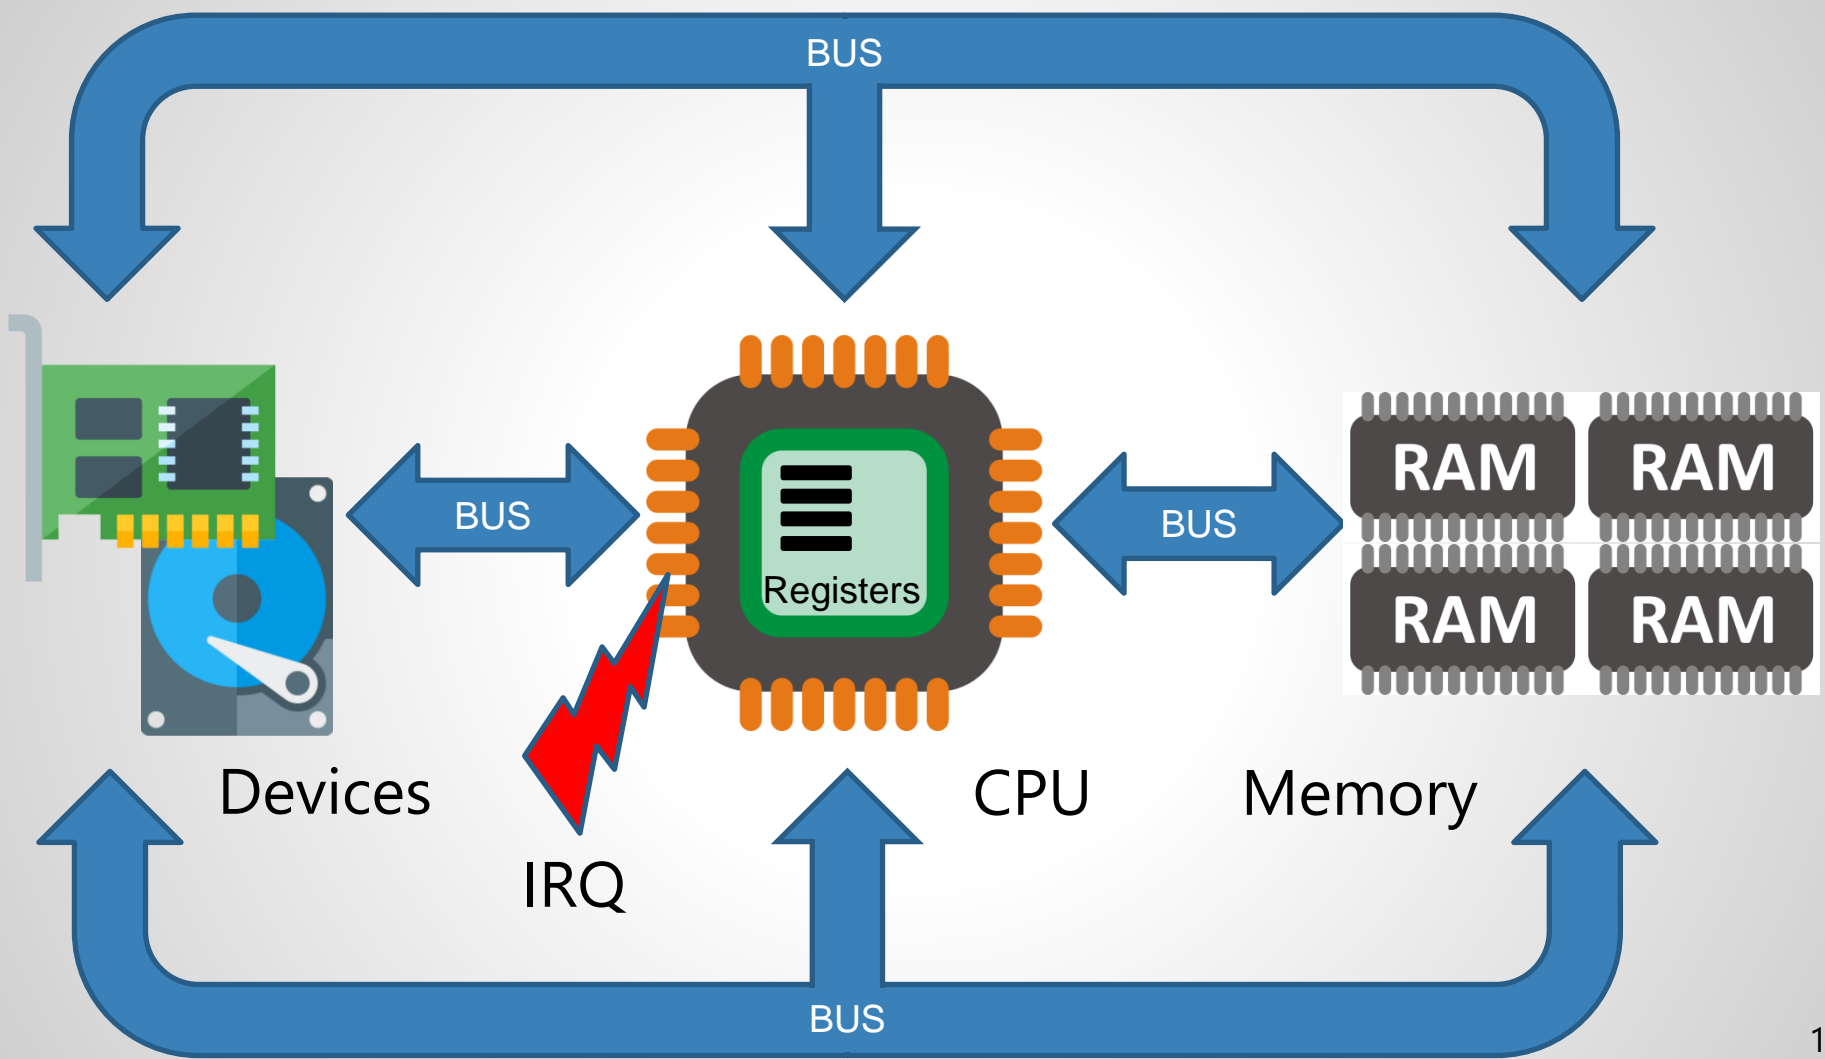 BUS
BUS
Registers
BUS
RAM RAM
RAM RAM
Devices
CPU
Memory
IRQ
BUS
1